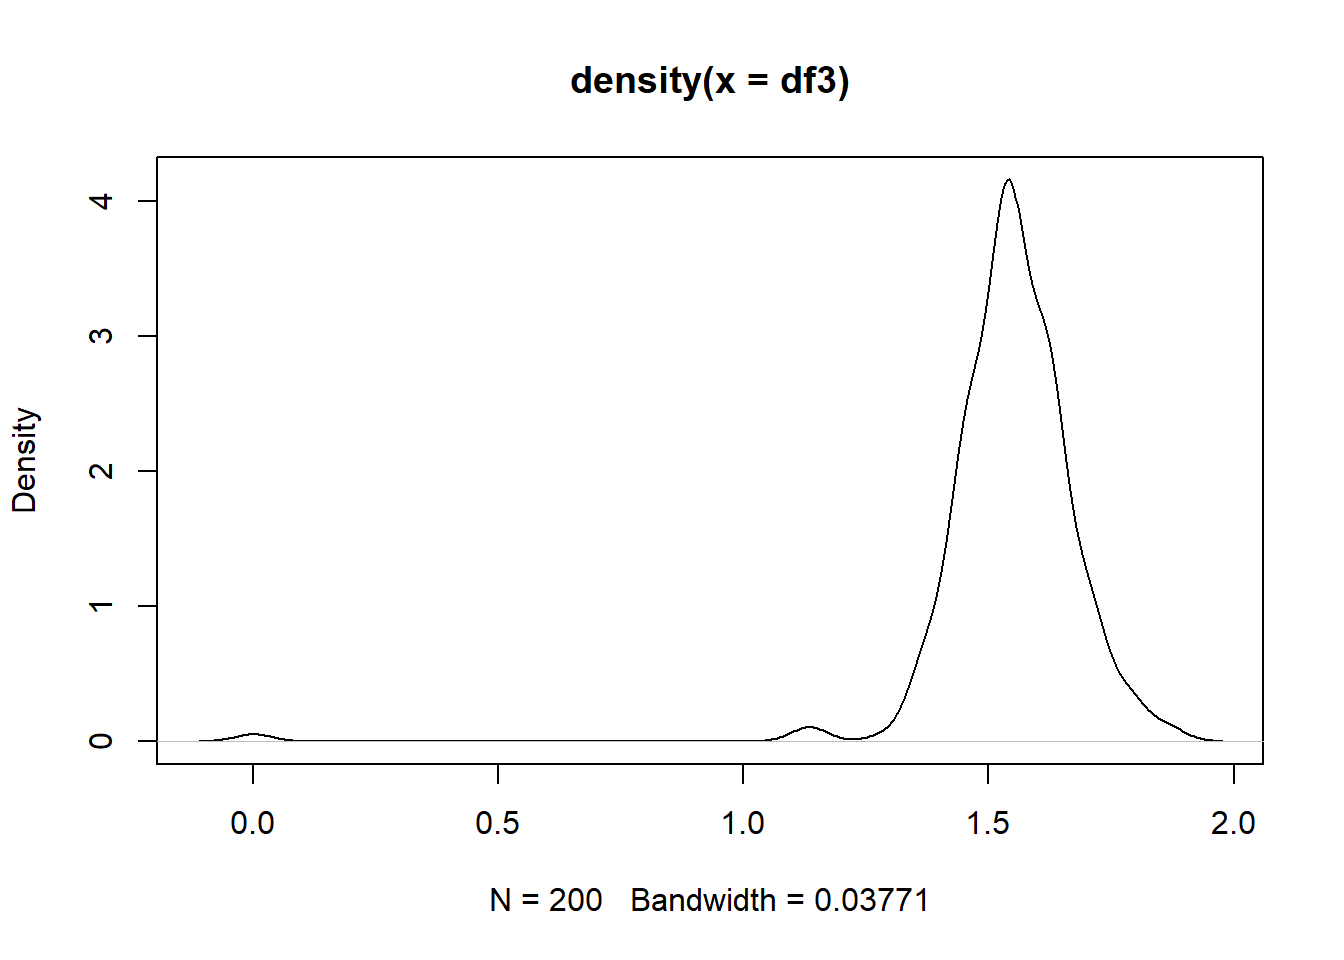 density(x = df3)
Density
4
3
2
1
0
0.0 0.5 1.0 1.5 2.0
N = 200 Bandwidth = 0.03771